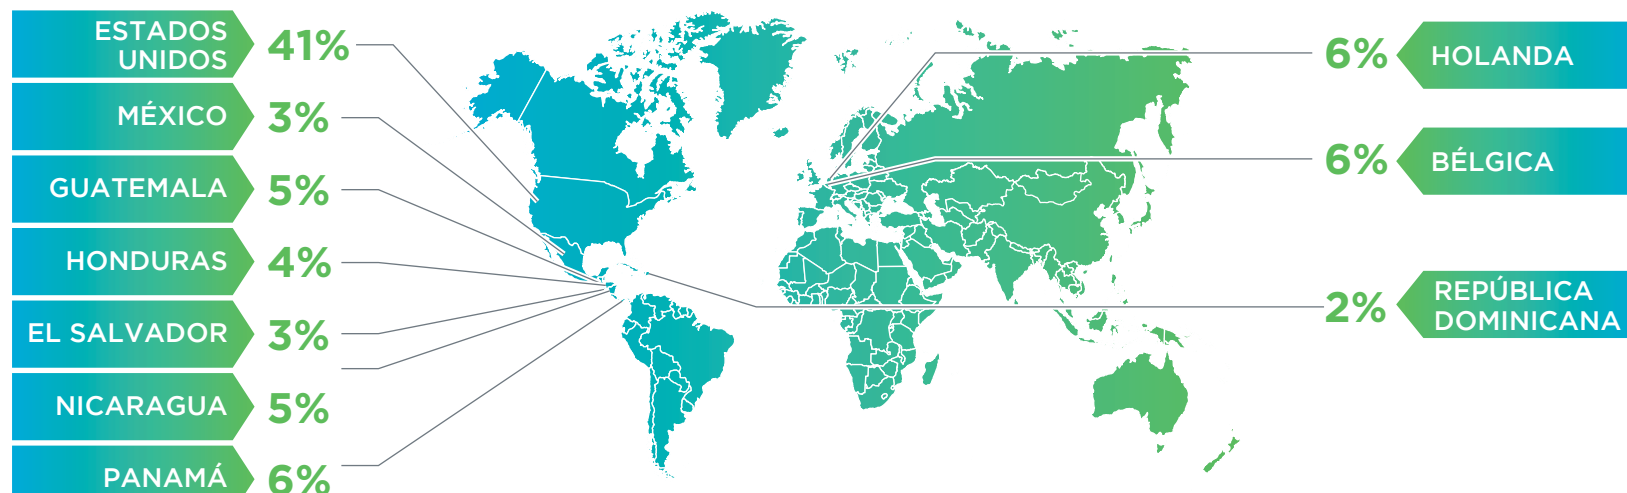 ESTADOS
UNIDOS
41%
MÉXICO
3%
GUATEMALA
5%
HONDURAS
4%
EL SALVADOR
3%
NICARAGUA
5%
PANAMÁ
6%
6%
HOLANDA
6%
BÉLGICA
2%
REPÚBLICA
DOMINICANA